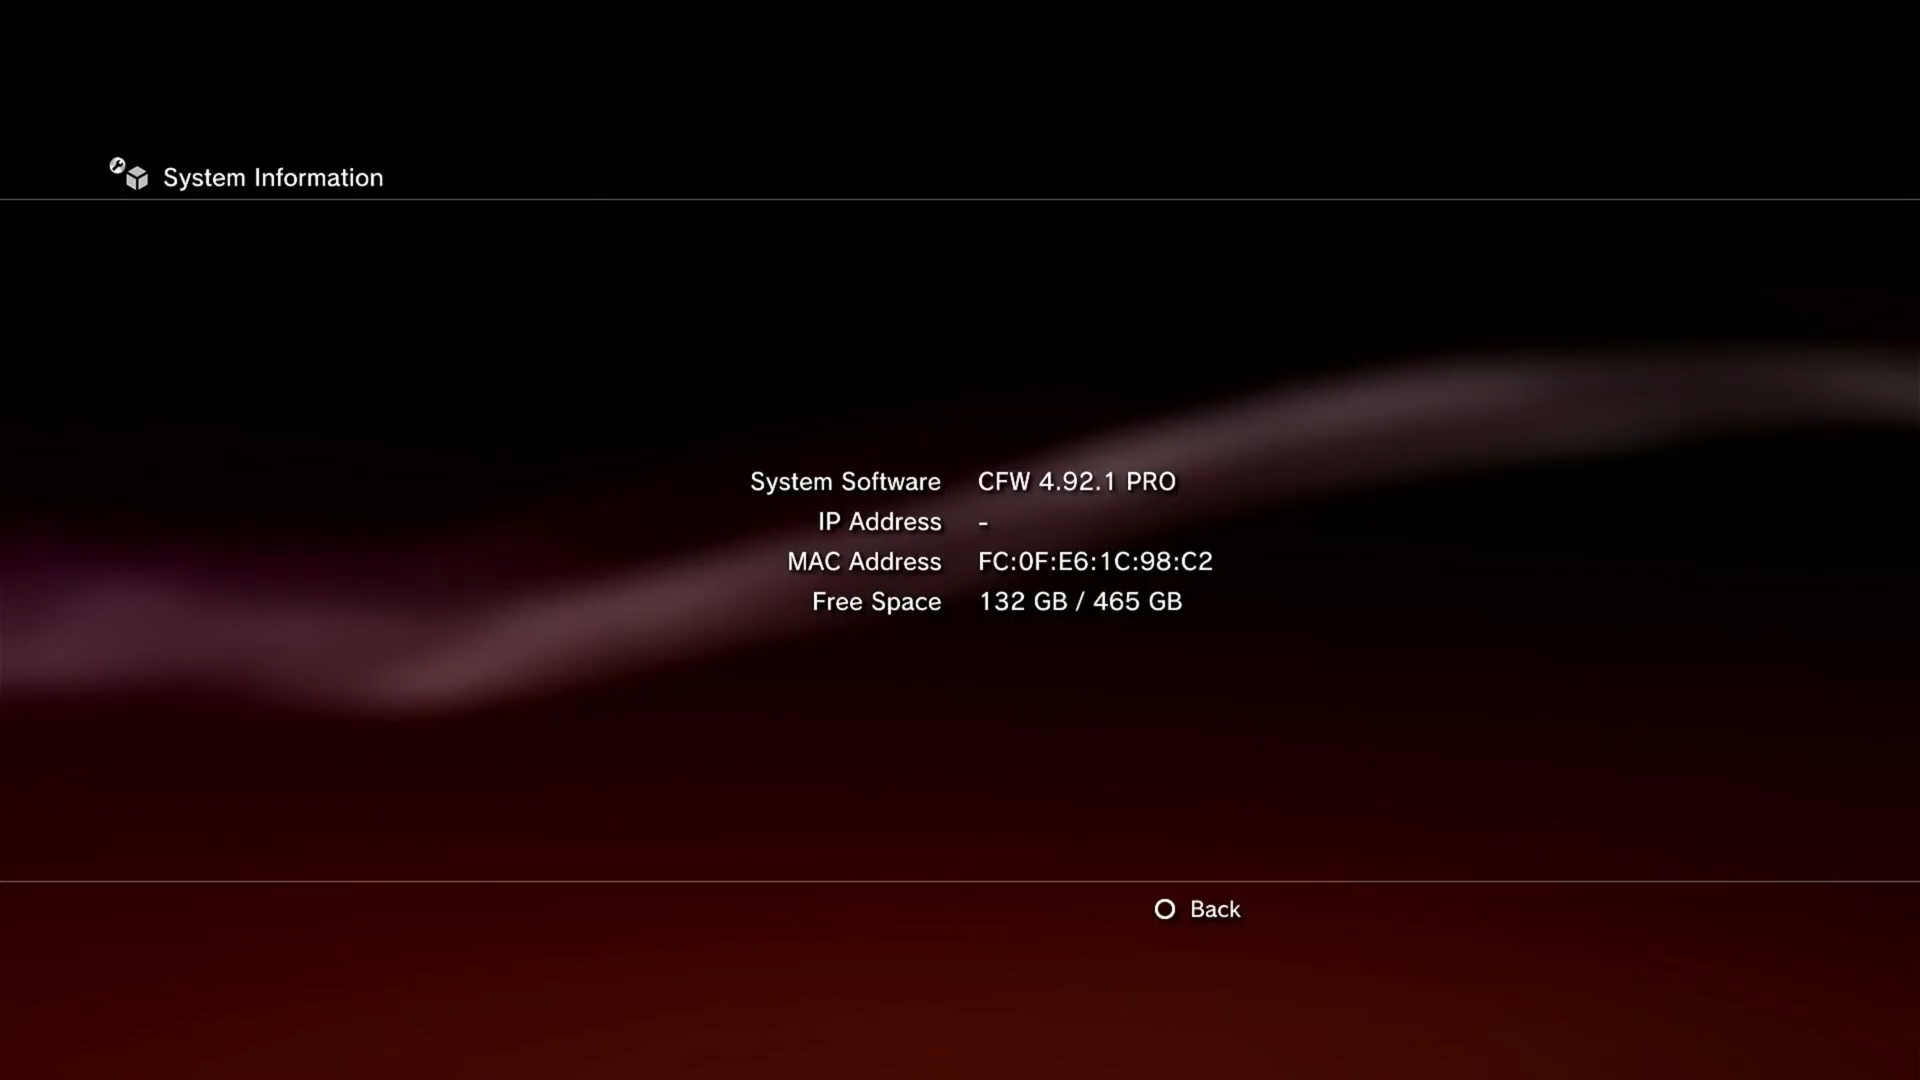 System Information
System Software CFW 4.92.1 PRO
IP Address -
MAC Address FC:0F:E6:1C:98:C2
Free Space 132 GB / 465 GB
Back